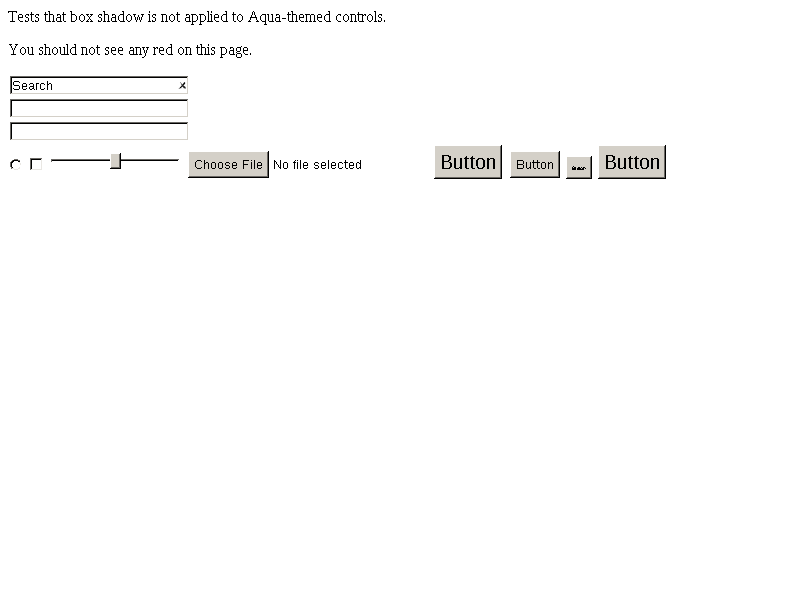 Tests that box shadow is not applied to Aqua-themed controls.
You should not see any red on this page.
Search
Choose File No file selected Button Button Button